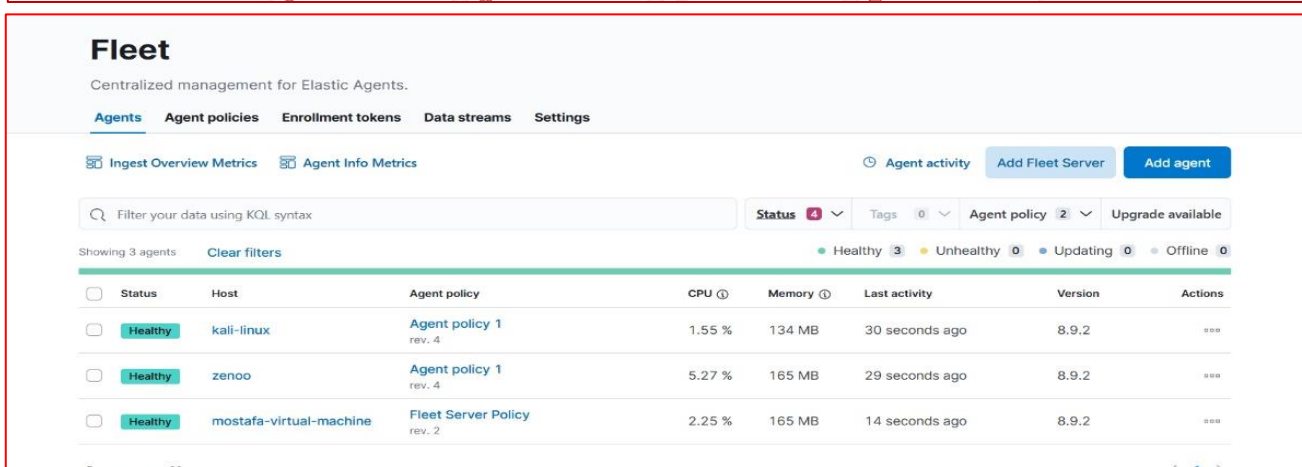 Fleet
Centralized management for Elastic Agents.
Agents Agent policies Enrollment tokens Data streams Settings
Ingest Overview Metrics Agent Info Metrics Agent activity Add Fleet Server Add agent
Filter your data using KQL syntax Status 4 Tags 0 Agent policy 2 Upgrade available
Showing 3 agents Clear filters Healthy 3 Unhealthy 0 Updating 0 Offline 0
Status Host Agent policy CPU Memory Last activity Version Actions
Healthy kali-linux Agent policy 1 1.55 % 134 MB 30 seconds ago 8.9.2
rev. 4
Healthy zenoo Agent policy 1 5.27 % 165 MB 29 seconds ago 8.9.2
rev. 4
Healthy mostafa-virtual-machine Fleet Server Policy 2.25 % 165 MB 14 seconds ago 8.9.2
rev. 2